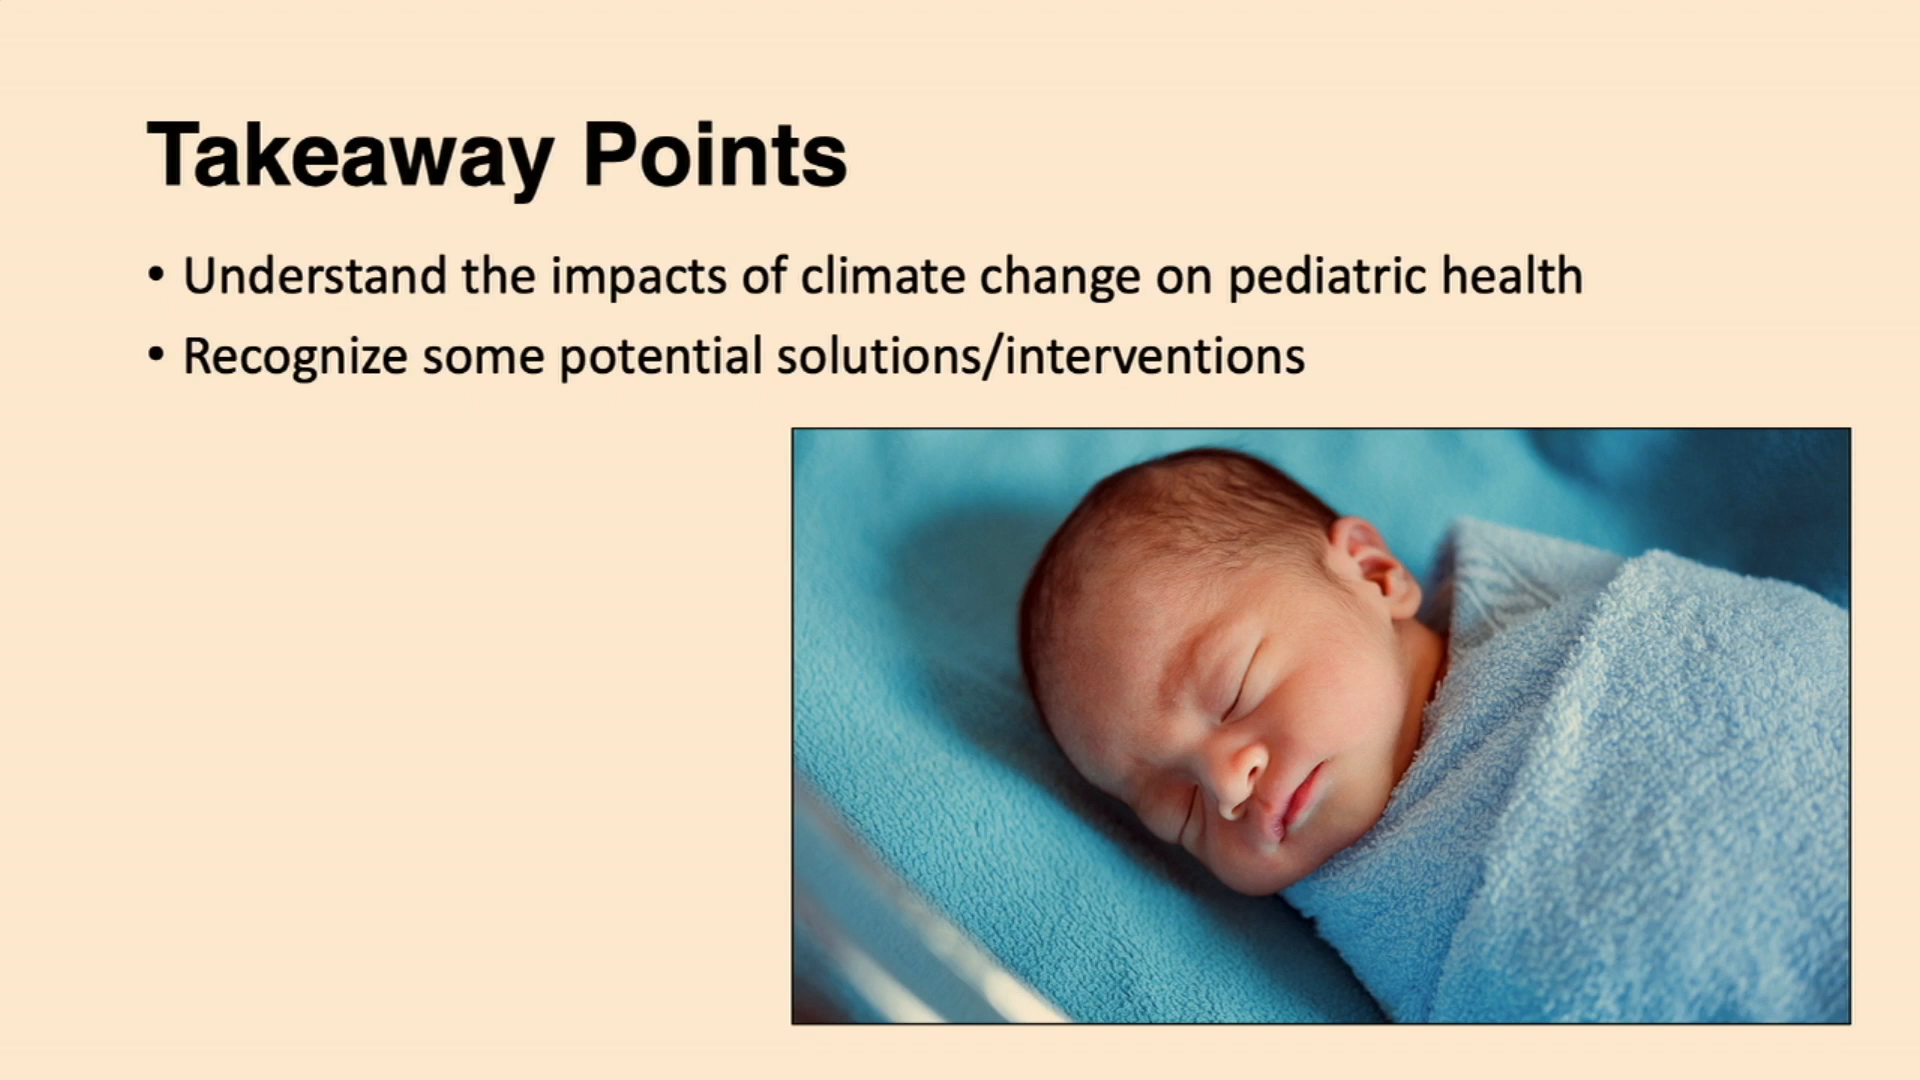 Takeaway Points
• Understand the impacts of climate change on pediatric health
• Recognize some potential solutions/interventions